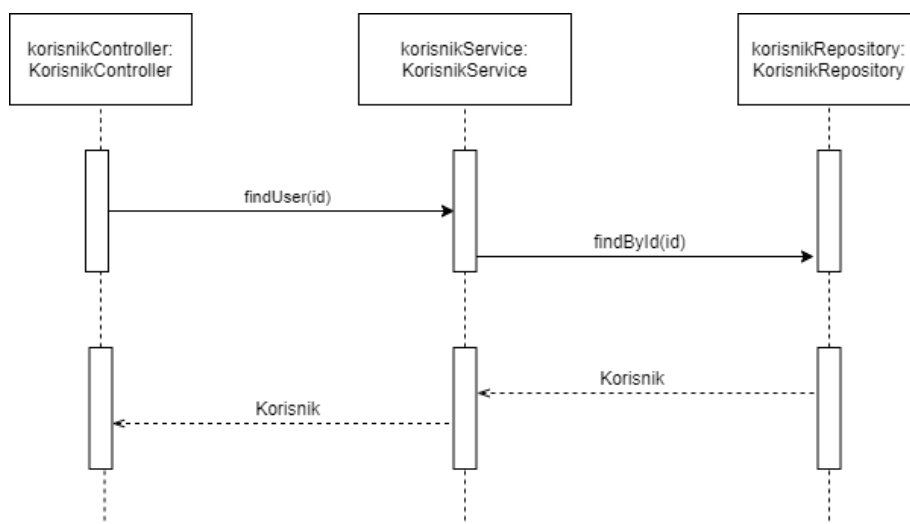 korisnikController:
KorisnikController
korisnikService:
KorisnikService
korisnikRepository:
KorisnikRepository
findUser(id)
findById(id)
Korisnik
Korisnik